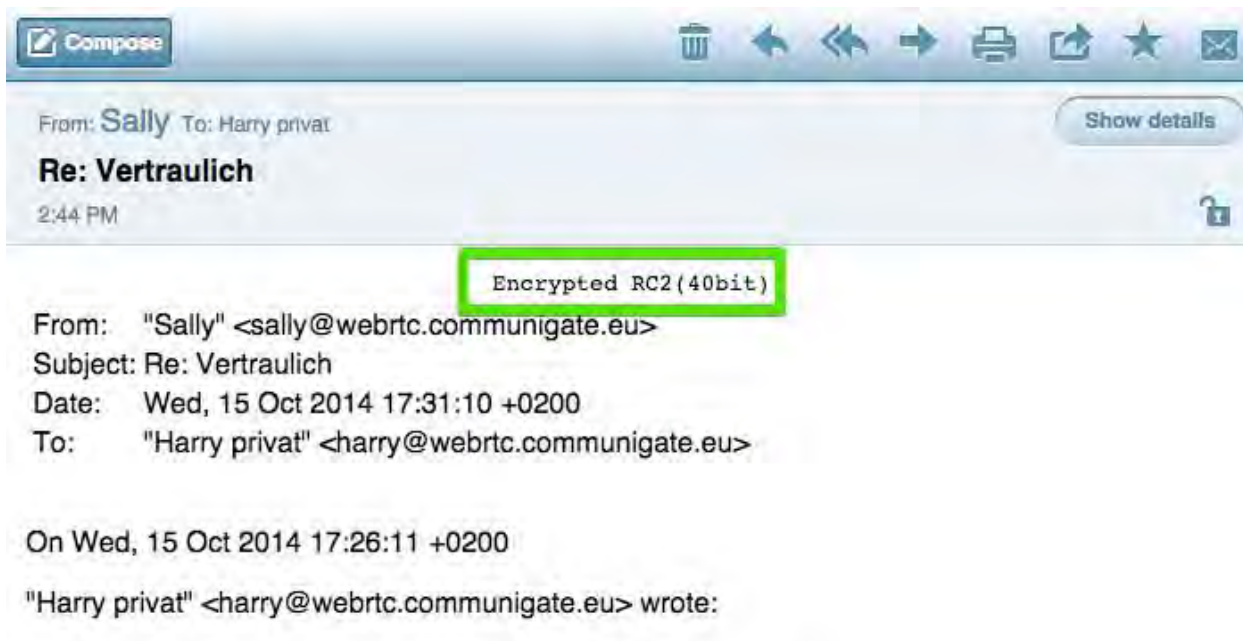 Compose
From: Sally To: Harry privat
Show details
Re: Vertraulich
2:44 PM
Encrypted RC2(40bit)
From: "Sally" <sally@webrtc.communigate.eu>
Subject: Re: Vertraulich
Date: Wed, 15 Oct 2014 17:31:10 +0200
To: "Harry privat" <harry@webrtc.communigate.eu>
On Wed, 15 Oct 2014 17:26:11 +0200
"Harry privat" <harry@webrtc.communigate.eu> wrote: